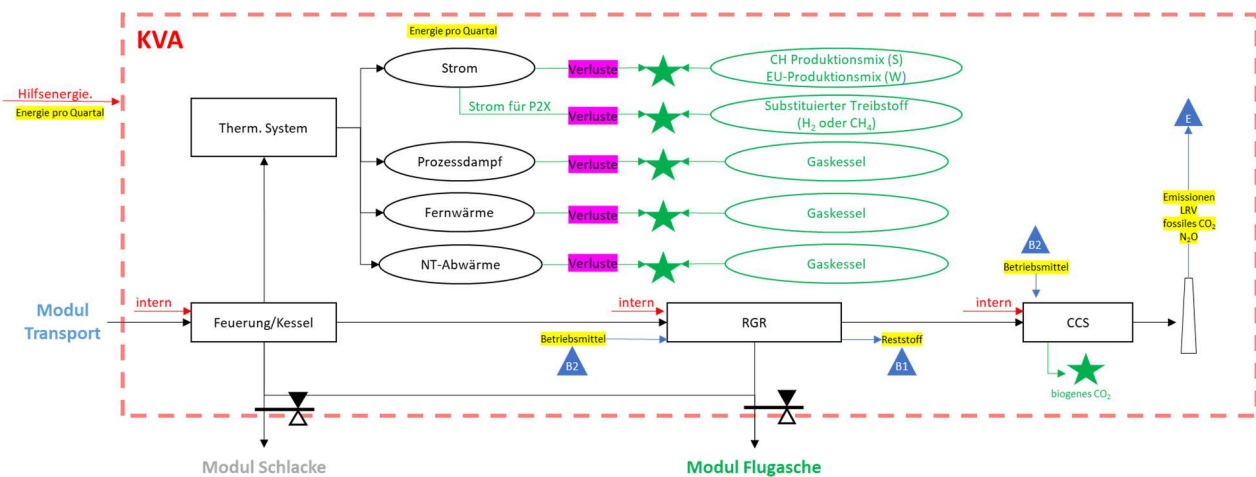 KVA
Energie pro Quartal
Strom
Verluste
CH Produktionsmix (S)
EU-Produktionsmix (W)
Hilfsenergie.
Energie pro Quartal
Therm. System
Strom für P2X
Verluste
Substituierter Treibstoff
(H₂ oder CH₄)
E
Prozessdampf
Verluste
Gaskessel
Fernwärme
Verluste
Gaskessel
Emissionen
LRV
fossiles CO₂
N₂O
NT-Abwärme
Verluste
Gaskessel
B2
Betriebsmittel
Modul
Transport
intern
Feuerung/Kessel
intern
RGR
intern
CCS
Betriebsmittel
B2
Reststoff
B1
biogenes CO₂
Modul Schlacke
Modul Flugasche